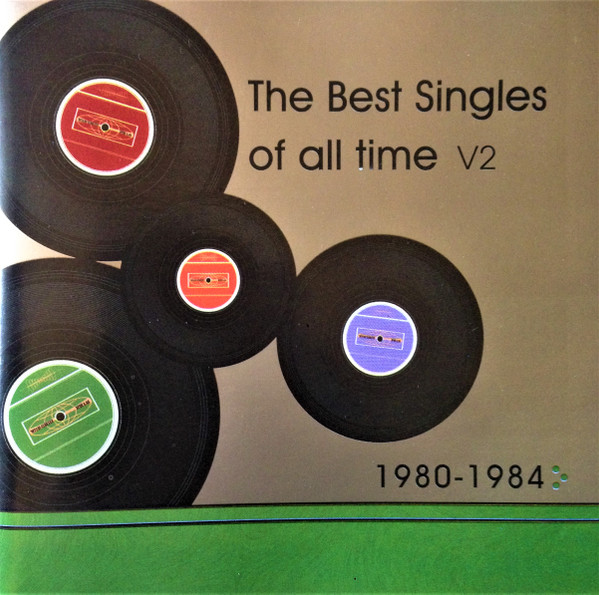 The Best Singles
of all time V2
1980-1984